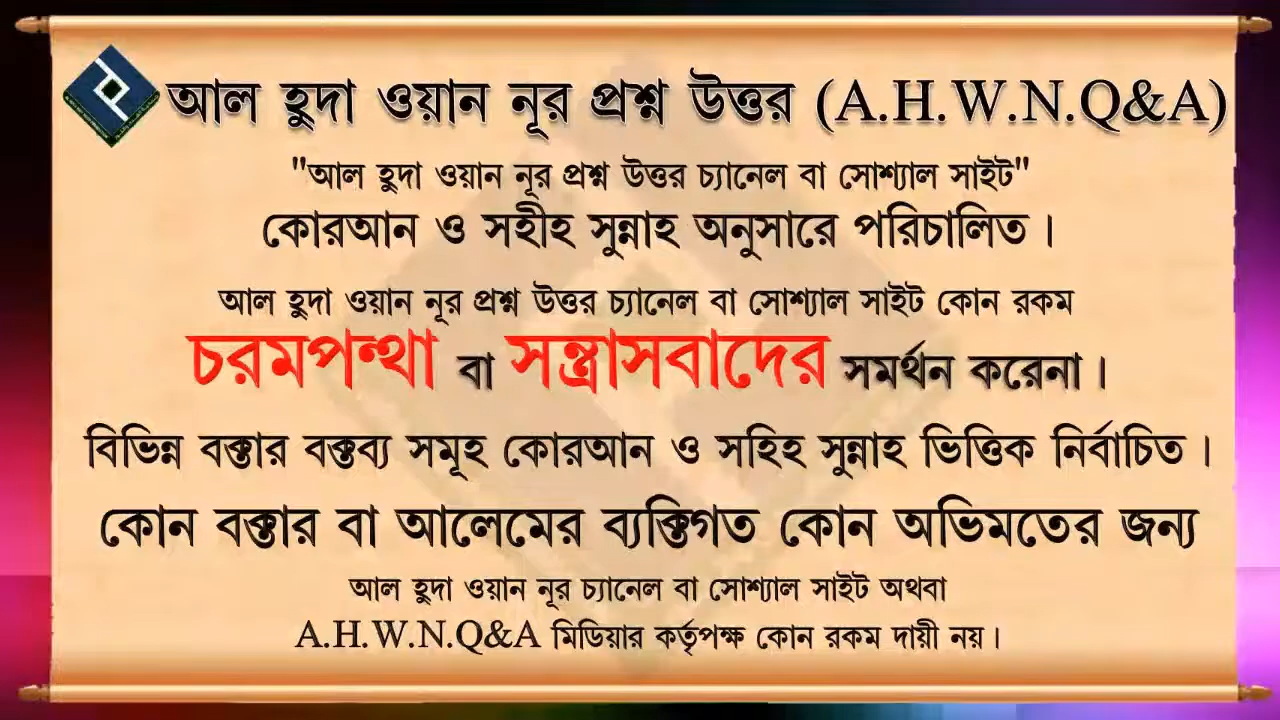 আল হুদা ওয়ান নূর প্রশ্ন উত্তর (A.H.W.N.Q&A)
"আল হুদা ওয়ান নূর প্রশ্ন উত্তর চ্যানেল বা সোশ্যাল সাইট"
কোরআন ও সহীহ সুন্নাহ অনুসারে পরিচালিত।
আল হুদা ওয়ান নূর প্রশ্ন উত্তর চ্যানেল বা সোশ্যাল সাইট কোন রকম
চরমপন্থা বা সন্ত্রাসবাদের সমর্থন করেনা।
বিভিন্ন বক্তার বক্তব্য সমূহ কোরআন ও সহিহ সুন্নাহ ভিত্তিক নির্বাচিত।
কোন বক্তার বা আলেমের ব্যক্তিগত কোন অভিমতের জন্য
আল হুদা ওয়ান নূর চ্যানেল বা সোশ্যাল সাইট অথবা
A.H.W.N.Q&A মিডিয়ার কর্তৃপক্ষ কোন রকম দায়ী নয়।